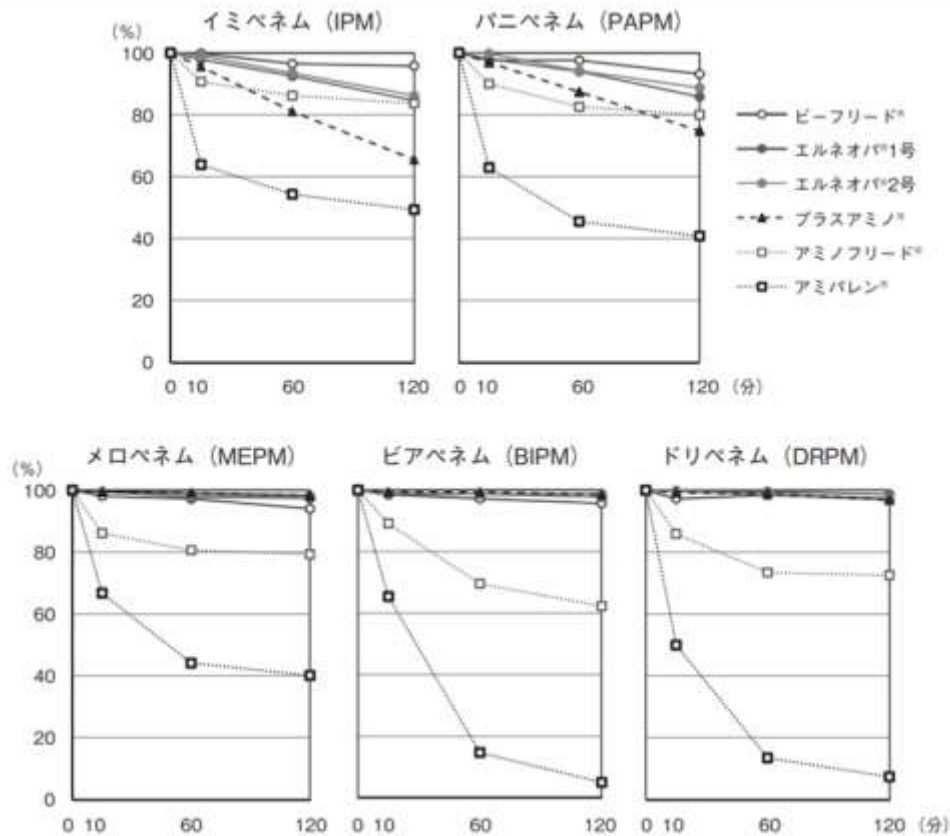 イミペネム（IPM）
パニペネム（PAPM）
(%)
100
80
60
40
20
0
0 10 60 120
0 10 60 120（分）
ビーフリード®
エルネオパ®1号
エルネオパ®2号
プラスアミノ®
アミノフリード®
アミパレン®
メロペネム（MEPM）
ビアペネム（BIPM）
ドリペネム（DRPM）
(%)
100
80
60
40
20
0
0 10 60 120
0 10 60 120
0 10 60 120（分）